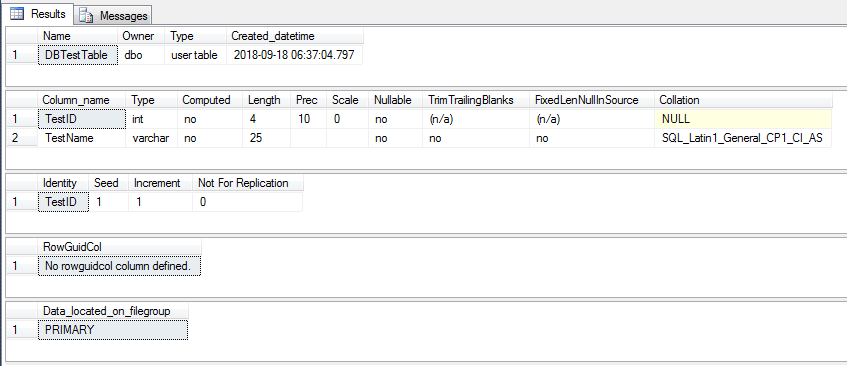 Results Messages
Name Owner Type Created_datetime
1 DBTestTable dbo user table 2018-09-18 06:37:04.797
Column_name Type Computed Length Prec Scale Nullable TrimTrailingBlanks FixedLenNullInSource Collation
1 TestID int no 4 10 0 no (n/a) (n/a) NULL
2 TestName varchar no 25 no no no SQL_Latin1_General_CP1_CI_AS
Identity Seed Increment Not For Replication
1 TestID 1 1 0
RowGuidCol
1 No rowguidcol column defined.
Data_located_on_filegroup
1 PRIMARY